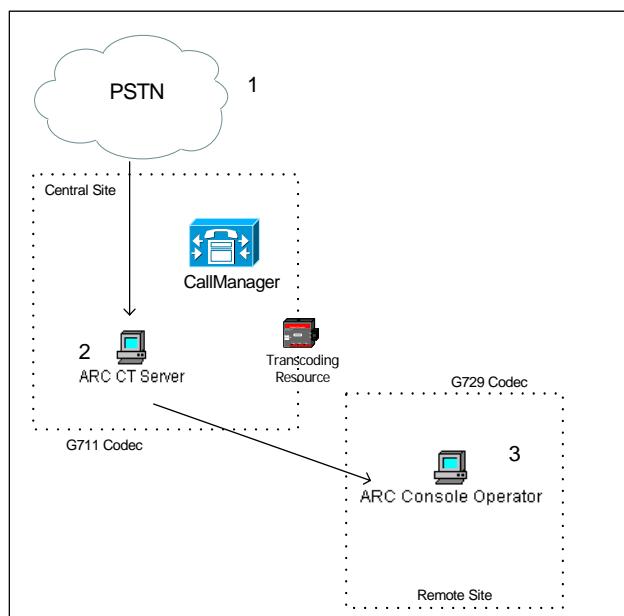 PSTN
1
Central Site
CallManager
2
ARC CT Server
Transcoding
Resource
G729 Codec
G711 Codec
3
ARC Console Operator
Remote Site